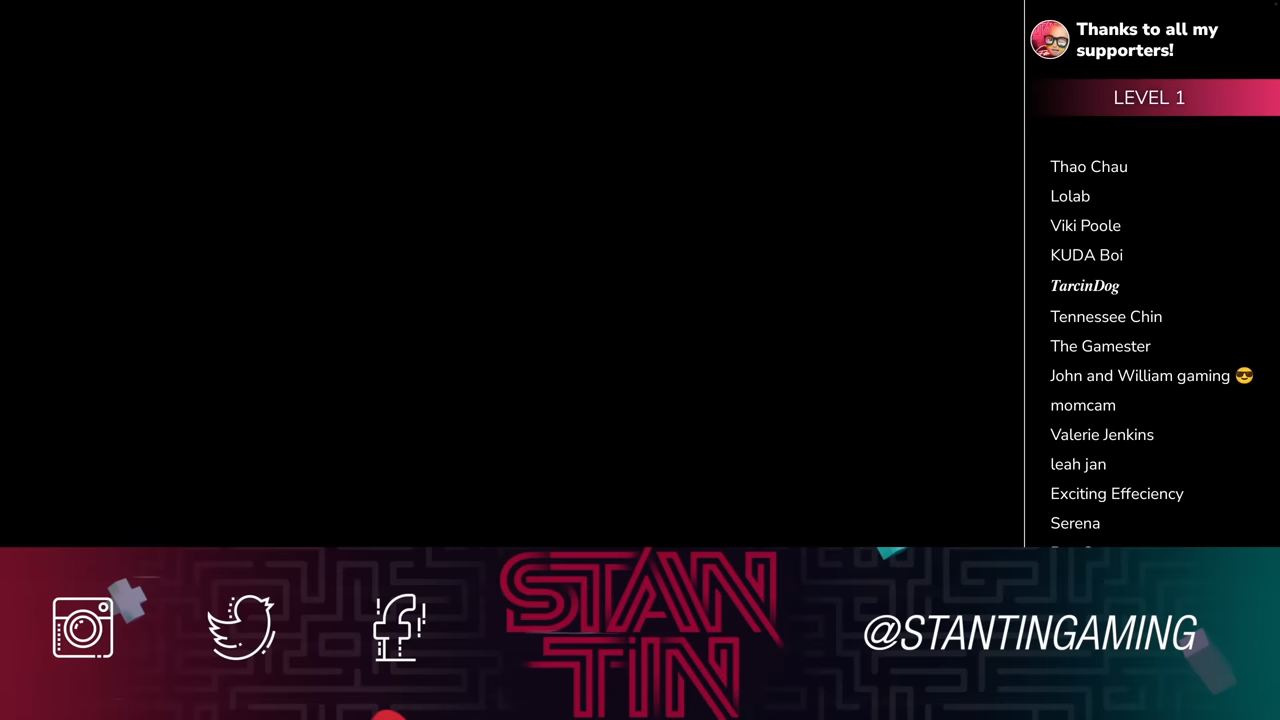 Thanks to all my
supporters!
LEVEL 1
Thao Chau
Lolab
Viki Poole
KUDA Boi
TarcinDog
Tennessee Chin
The Gamester
John and William gaming 😎
momcam
Valerie Jenkins
leah jan
Exciting Effeciency
Serena
STAN
TIN
@STANTINGAMING